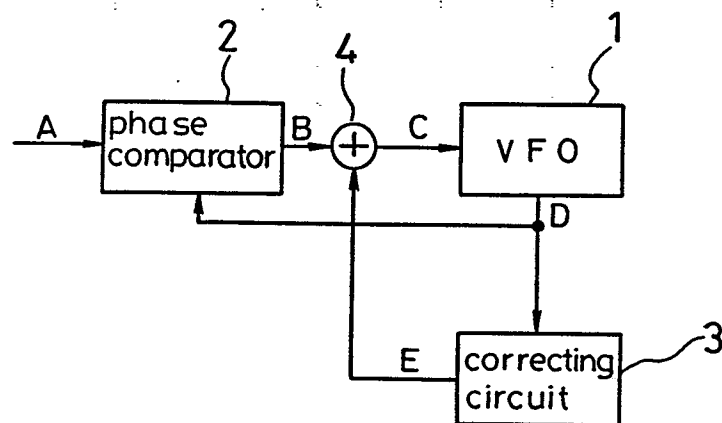 2
4
1
A
phase
comparator
B
C
VFO
D
E
correcting
circuit
3